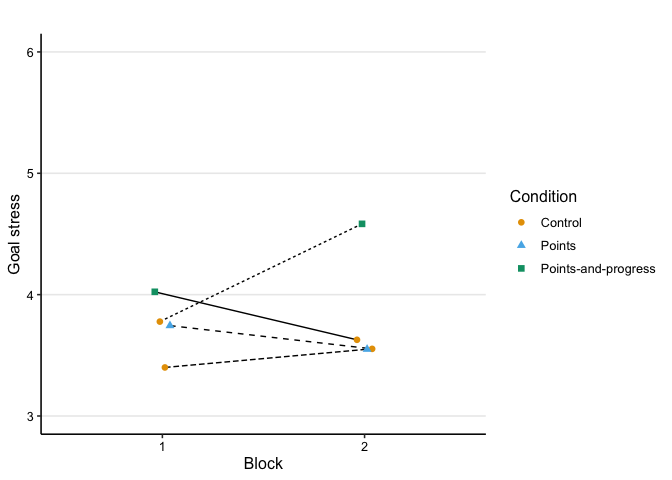 6
5
4
3
Goal stress
1
2
Block
Condition
Control
Points
Points-and-progress